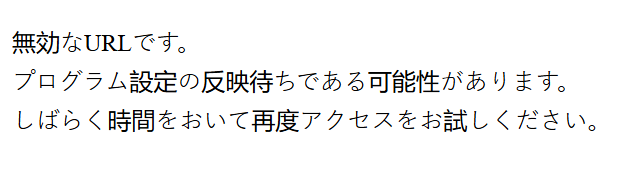 無効なURLです。
プログラム設定の反映待ちである可能性があります。
しばらく時間をおいて再度アクセスをお試しください。